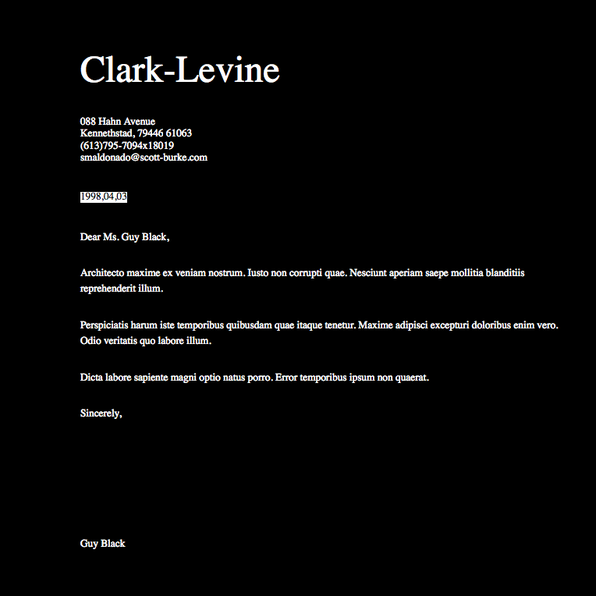 Clark-Levine
088 Hahn Avenue
Kennethstad, 79446 61063
(613)795-7094x18019
smaldonado@scott-burke.com
1998,04,03
Dear Ms. Guy Black,
Architecto maxime ex veniam nostrum. Iusto non corrupti quae. Nesciunt aperiam saepe mollitia blanditiis
reprehenderit illum.
Perspiciatis harum iste temporibus quibusdam quae itaque tenetur. Maxime adipisci excepturi doloribus enim vero.
Odio veritatis quo labore illum.
Dicta labore sapiente magni optio natus porro. Error temporibus ipsum non quaerat.
Sincerely,
Guy Black